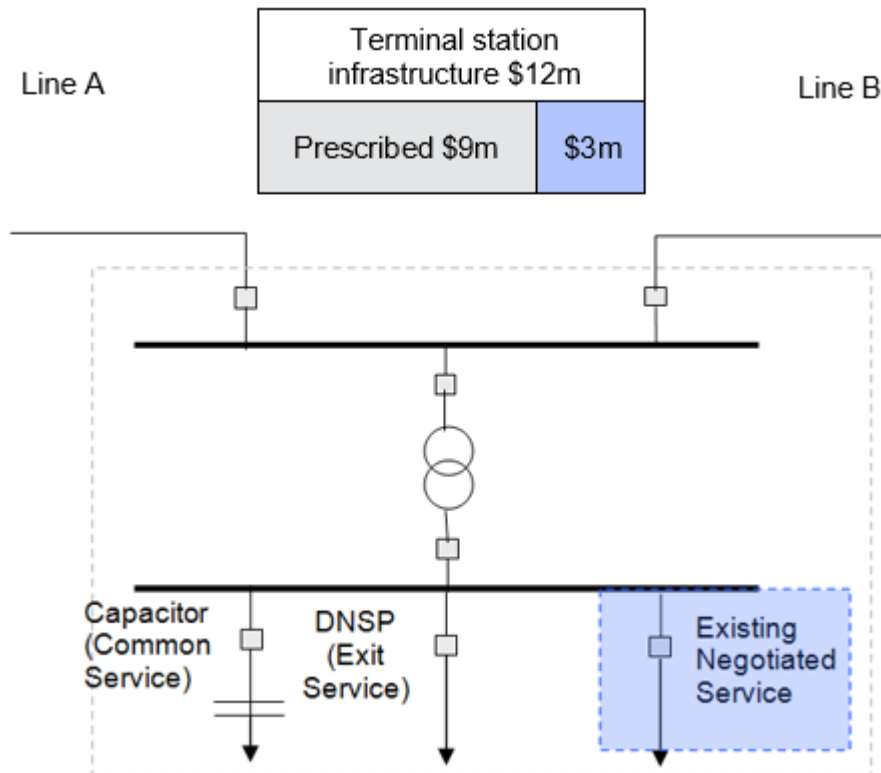 Terminal station
infrastructure $12m
Line A
Line B
Prescribed $9m
$3m
Capacitor
(Common
Service)
DNSP
(Exit
Service)
Existing
Negotiated
Service